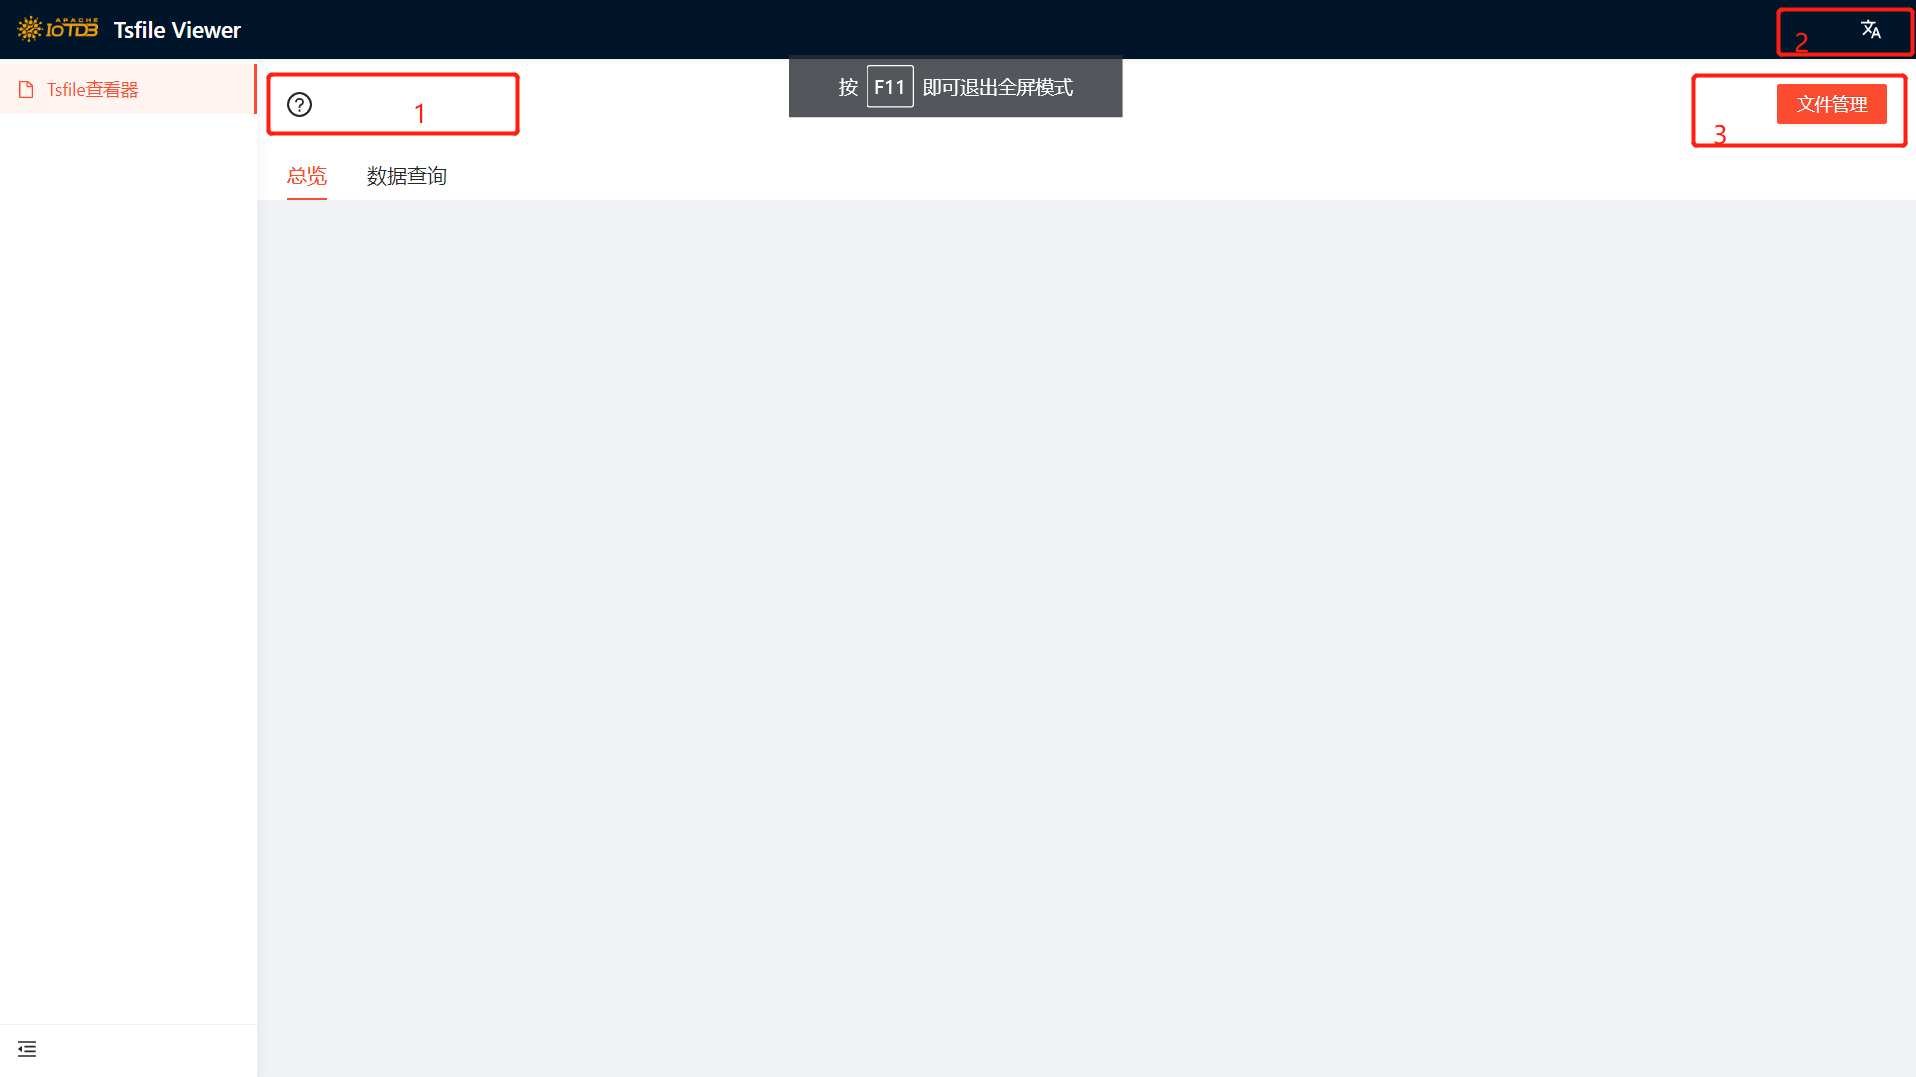 APACHE
IoTDB
Tsfile Viewer
2
Tsfile查看器
1
按 F11 即可退出全屏模式
文件管理
3
总览
数据查询